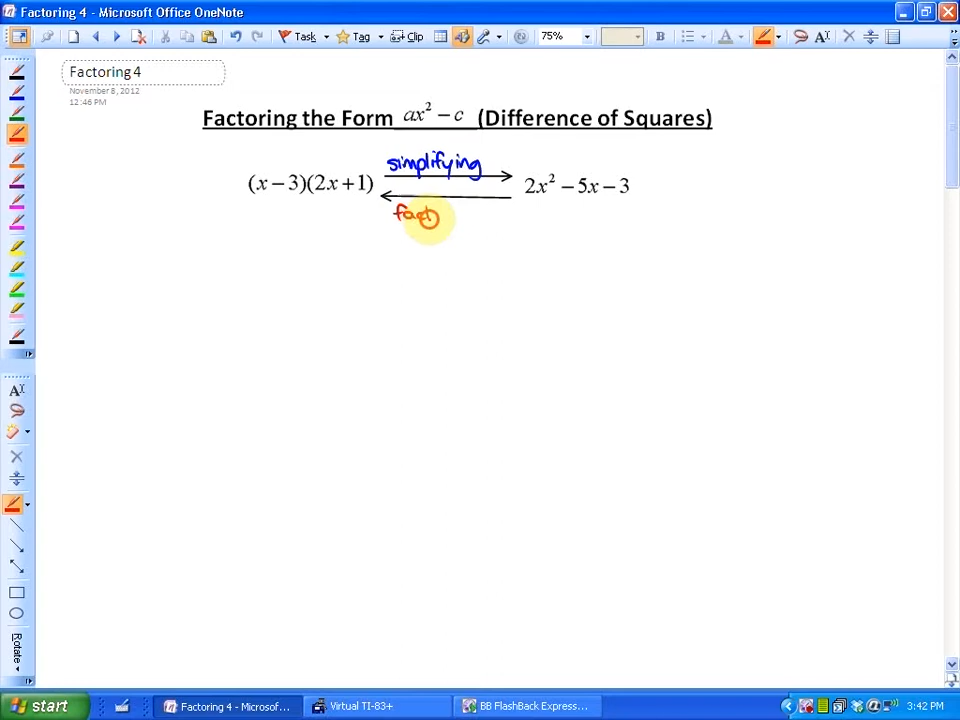 Factoring 4 - Microsoft Office OneNote
Task Tag Clip 75% B A
Factoring 4
November 8, 2012
12:46 PM
Factoring the Form ax² − c (Difference of Squares)
simplifying
(x − 3)(2x + 1) 2x² − 5x − 3
fact
Rotate
start Factoring 4 - Microsof... Virtual TI-83+ BB FlashBack Express... 3:42 PM